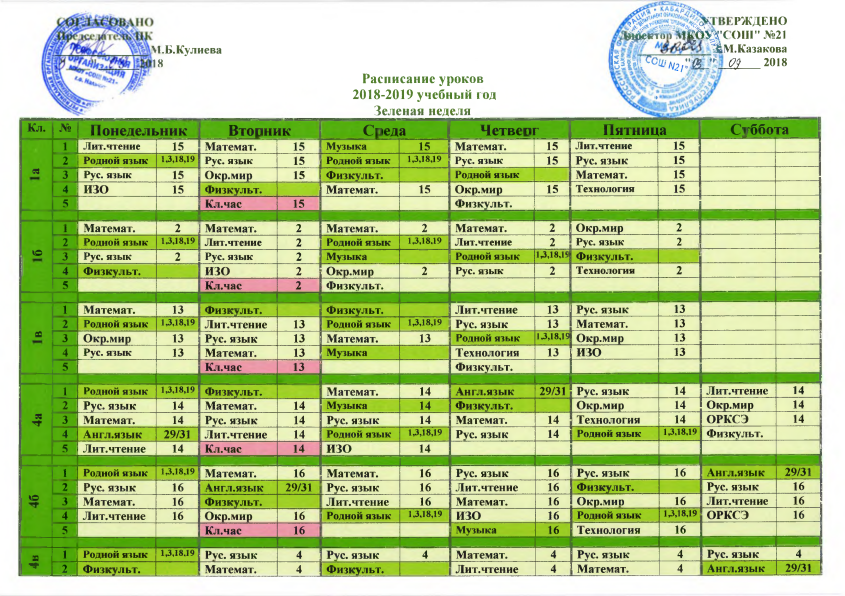 СОГЛАСОВАНО
Председатель ПК
М.Б.Кулиева
2018
УТВЕРЖДЕНО
Директор МКОУ "СОШ" №21
З.М.Казакова
"03" 09 2018
СОШ №21
Расписание уроков
2018-2019 учебный год
Зеленая неделя
Кл. № Понедельник Вторник Среда Четверг Пятница Суббота
1а
1 Лит.чтение 15 Математ. 15 Музыка 15 Математ. 15 Лит.чтение 15
2 Родной язык 1,3,18,19 Рус. язык 15 Родной язык 1,3,18,19 Рус. язык 15 Рус. язык 15
3 Рус. язык 15 Окр.мир 15 Физкульт. Родной язык Математ. 15
4 ИЗО 15 Физкульт. Математ. 15 Окр.мир 15 Технология 15
5 Кл.час 15 Физкульт.
1б
1 Математ. 2 Математ. 2 Математ. 2 Математ. 2 Окр.мир 2
2 Родной язык 1,3,18,19 Лит.чтение 2 Родной язык 1,3,18,19 Лит.чтение 2 Рус. язык 2
3 Рус. язык 2 Рус. язык 2 Музыка Родной язык 1,3,18,19 Физкульт.
4 Физкульт. ИЗО 2 Окр.мир 2 Рус. язык 2 Технология 2
5 Кл.час 2 Физкульт.
1в
1 Математ. 13 Физкульт. Физкульт. Лит.чтение 13 Рус. язык 13
2 Родной язык 1,3,18,19 Лит.чтение 13 Родной язык 1,3,18,19 Рус. язык 13 Математ. 13
3 Окр.мир 13 Рус. язык 13 Математ. 13 Родной язык 1,3,18,19 Окр.мир 13
4 Рус. язык 13 Математ. 13 Музыка Технология 13 ИЗО 13
5 Кл.час 13 Физкульт.
4а
1 Родной язык 1,3,18,19 Физкульт. Математ. 14 Англ.язык 29/31 Рус. язык 14 Лит.чтение 14
2 Рус. язык 14 Математ. 14 Музыка 14 Физкульт. Окр.мир 14 Окр.мир 14
3 Математ. 14 Рус. язык 14 Рус. язык 14 Математ. 14 Технология 14 ОРКСЭ 14
4 Англ.язык 29/31 Лит.чтение 14 Родной язык 1,3,18,19 Рус. язык 14 Родной язык 1,3,18,19 Физкульт.
5 Лит.чтение 14 Кл.час 14 ИЗО 14
4б
1 Родной язык 1,3,18,19 Математ. 16 Математ. 16 Рус. язык 16 Рус. язык 16 Англ.язык 29/31
2 Рус. язык 16 Англ.язык 29/31 Рус. язык 16 Лит.чтение 16 Физкульт. Рус. язык 16
3 Математ. 16 Физкульт. Лит.чтение 16 Математ. 16 Окр.мир 16 Лит.чтение 16
4 Лит.чтение 16 Окр.мир 16 Родной язык 1,3,18,19 ИЗО 16 Родной язык 1,3,18,19 ОРКСЭ 16
5 Кл.час 16 Музыка 16 Технология 16
4в
1 Родной язык 1,3,18,19 Рус. язык 4 Рус. язык 4 Математ. 4 Рус. язык 4 Рус. язык 4
2 Физкульт. Математ. 4 Физкульт. Лит.чтение 4 Математ. 4 Англ.язык 29/31